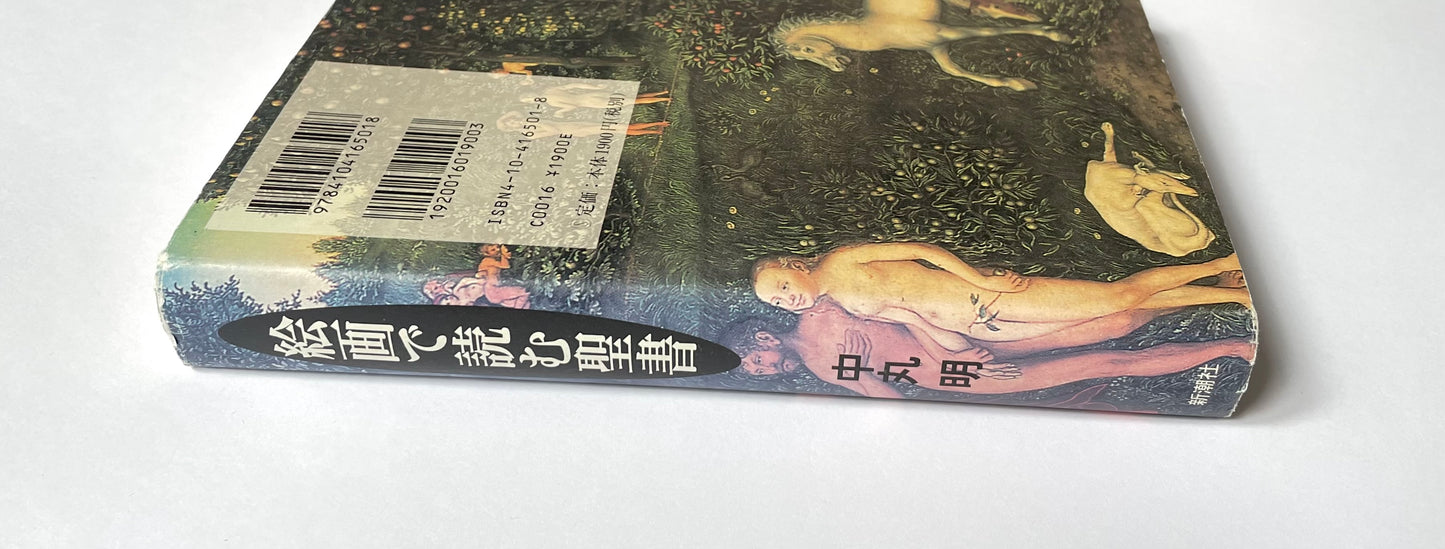 絵画で読む聖書
中丸 明
新潮社
9784104165018
1920016019003
ISBN4-10-416501-8
C0016 ¥1900E
定価：本体1900円(税別)